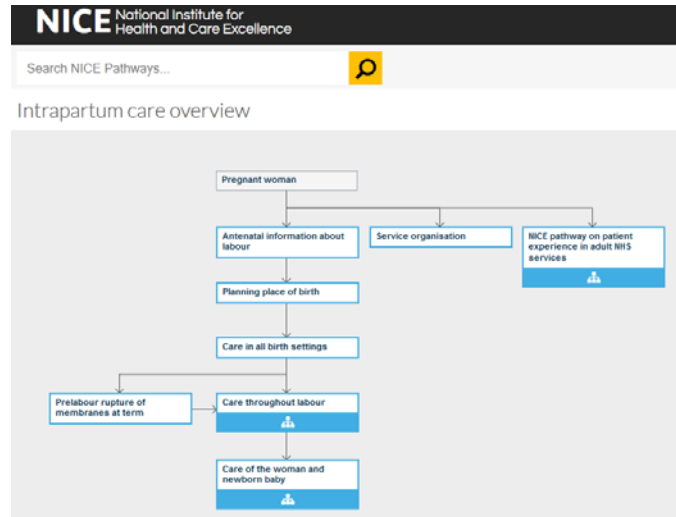 NICE National Institute for
Health and Care Excellence
Search NICE Pathways...
Intrapartum care overview
Pregnant woman
Antenatal information about
labour
Service organisation
NICE pathway on patient
experience in adult NHS
services
Planning place of birth
Care in all birth settings
Prelabour rupture of
membranes at term
Care throughout labour
Care of the woman and
newborn baby